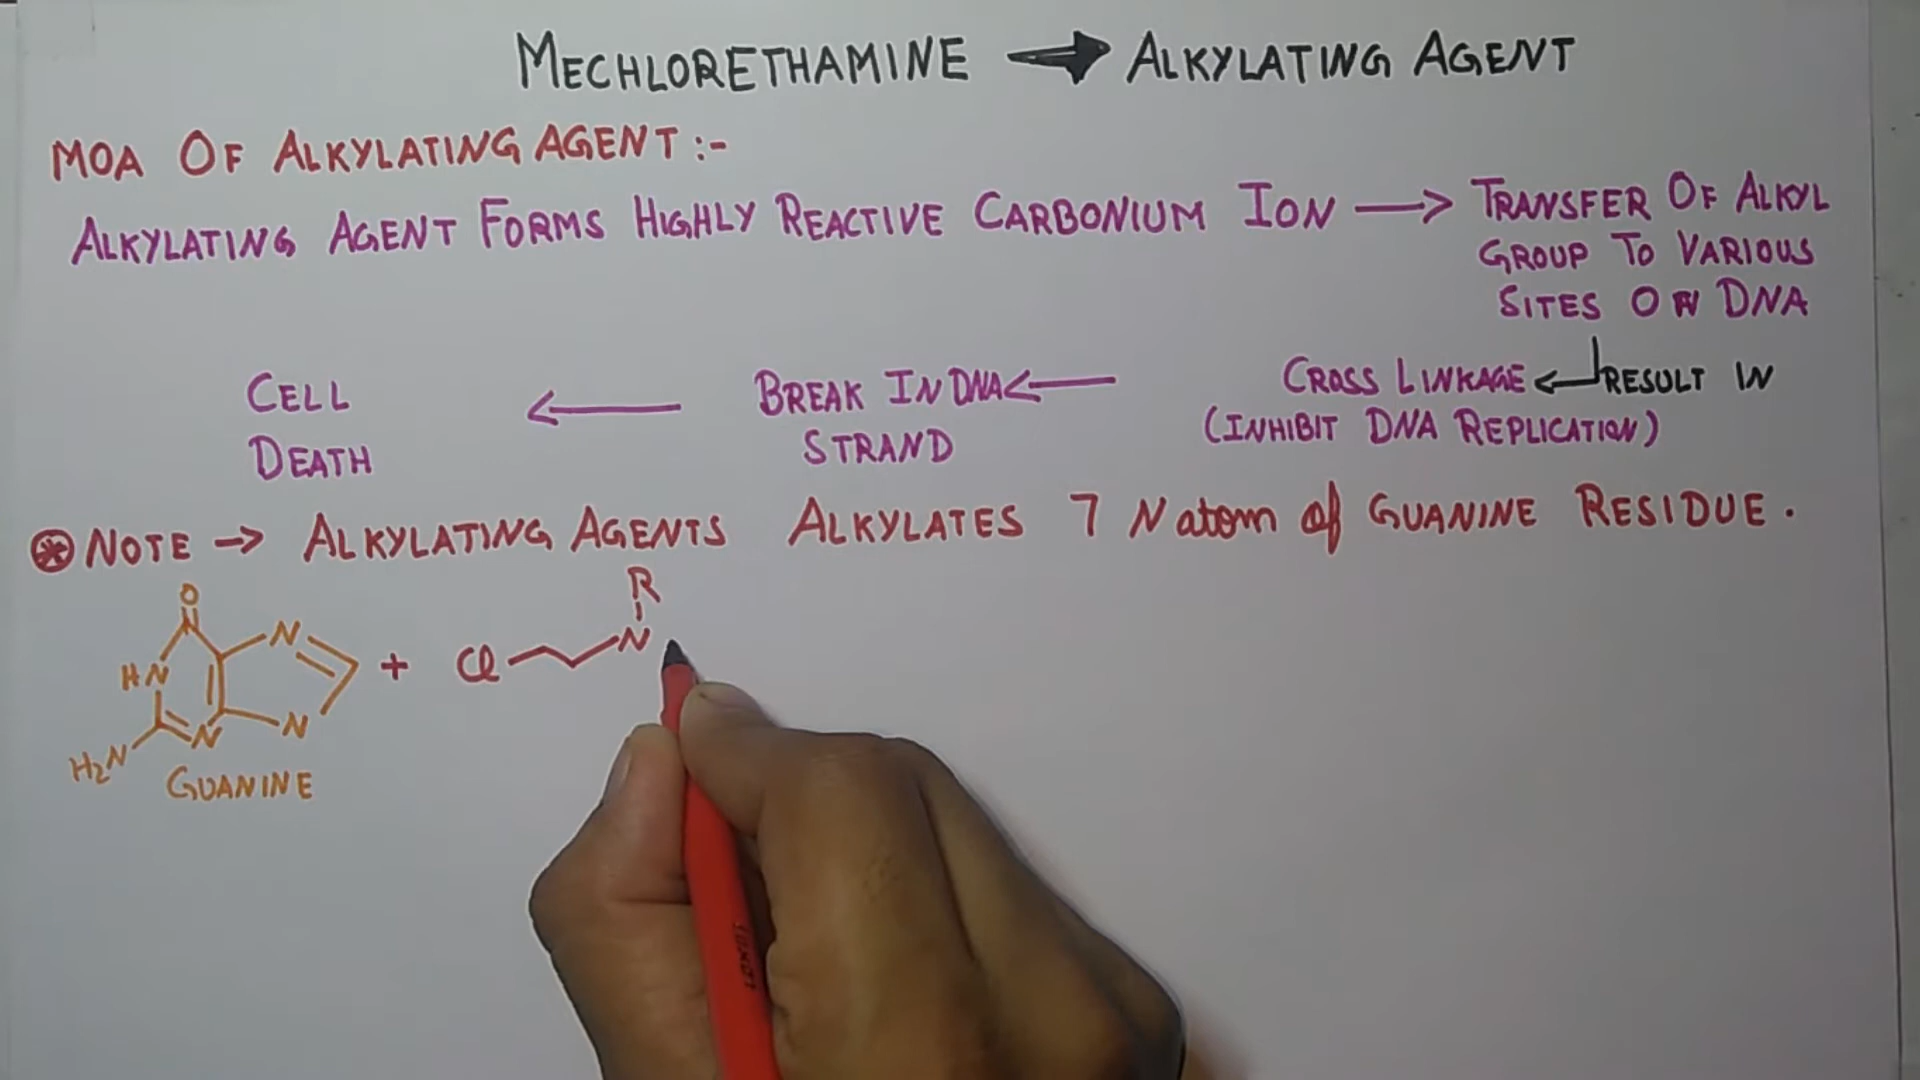 MECHLORETHAMINE → ALKYLATING AGENT
MOA OF ALKYLATING AGENT :-
ALKYLATING AGENT FORMS HIGHLY REACTIVE CARBONIUM ION → TRANSFER OF ALKYL
GROUP TO VARIOUS
SITES ON DNA
RESULT IN
CROSS LINKAGE ←
(INHIBIT DNA REPLICATION)
BREAK IN DNA ←
STRAND
←
CELL
DEATH
⊛ NOTE → ALKYLATING AGENTS ALKYLATES 7 N atom of GUANINE RESIDUE.
O
N
HN
N
N
H2N
GUANINE
+
R
Cl N